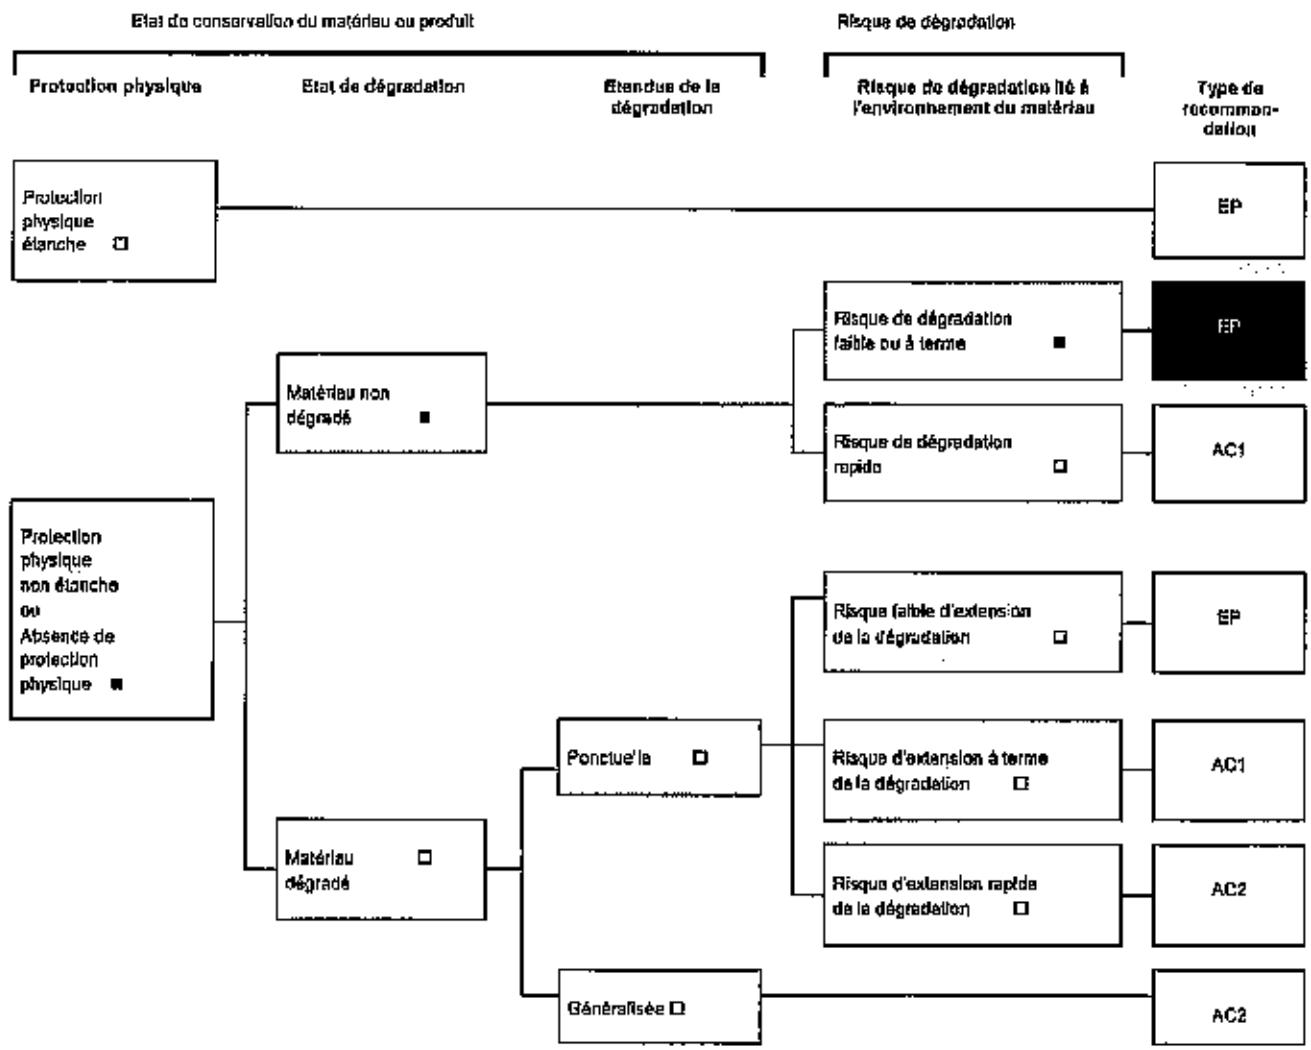 Etat de conservation du matériau ou produit
Risque de dégradation
Protection physique
Etat de dégradation
Etendue de la
dégradation
Risque de dégradation lié à
l'environnement du matériau
Type de
recomman-
dation
Protection
physique
étanche □
EP
Risque de dégradation
faible ou à terme ■
EP
Matériau non
dégradé ■
Risque de dégradation
rapide □
AC1
Protection
physique
non étanche
ou
Absence de
protection
physique ■
Risque faible d'extension
de la dégradation □
EP
Ponctuelle □
Risque d'extension à terme
de la dégradation □
AC1
Matériau □
dégradé
Risque d'extension rapide
de la dégradation □
AC2
Généralisée □
AC2